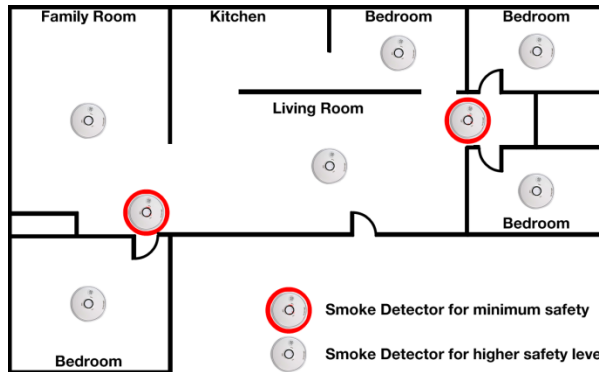 Family Room
Kitchen
Bedroom
Bedroom
Living Room
Bedroom
Smoke Detector for minimum safety
Smoke Detector for higher safety leve
Bedroom